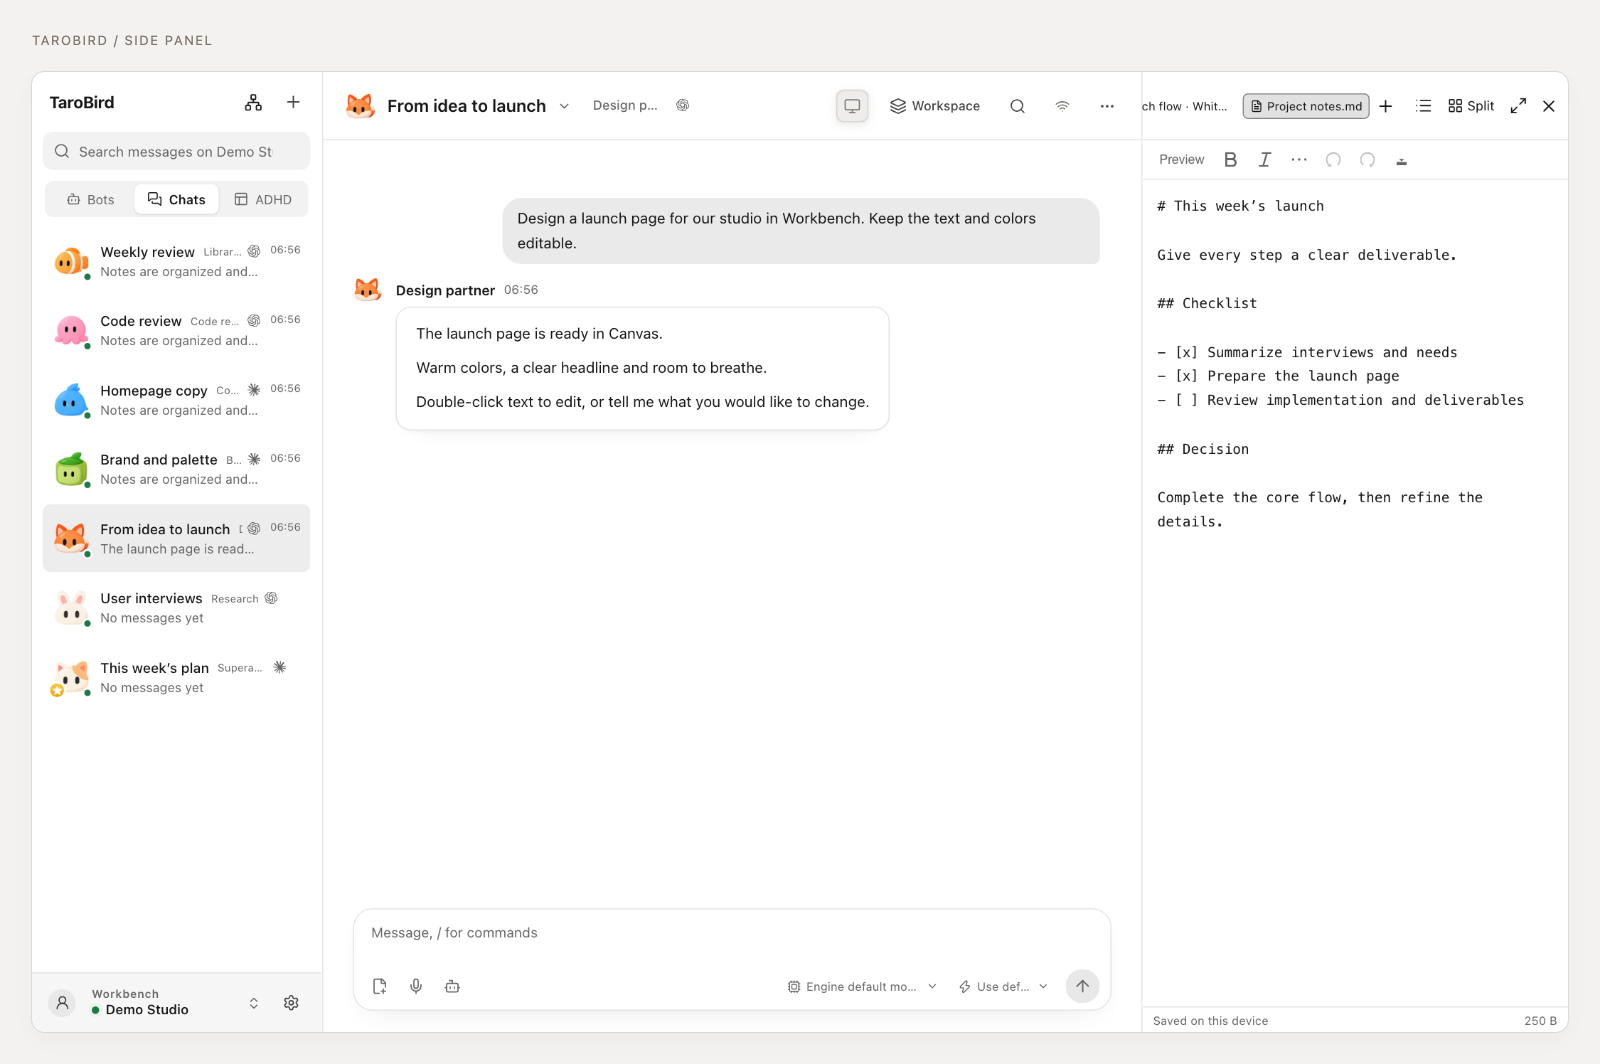 TAROBIRD / SIDE PANEL
TaroBird
Search messages on Demo St
Bots
Chats
ADHD
Weekly review Librar... 06:56
Notes are organized and...
Code review Code re... 06:56
Notes are organized and...
Homepage copy Co... 06:56
Notes are organized and...
Brand and palette B... 06:56
Notes are organized and...
From idea to launch 06:56
The launch page is read...
User interviews Research
No messages yet
This week's plan Supera...
No messages yet
Workbench
Demo Studio
From idea to launch
Design p...
Workspace
Design a launch page for our studio in Workbench. Keep the text and colors
editable.
Design partner 06:56
The launch page is ready in Canvas.
Warm colors, a clear headline and room to breathe.
Double-click text to edit, or tell me what you would like to change.
Message, / for commands
Engine default mo...
Use def...
ch flow · Whit...
Project notes.md
Split
Preview
B
I
# This week’s launch
Give every step a clear deliverable.
## Checklist
– [x] Summarize interviews and needs
– [x] Prepare the launch page
– [ ] Review implementation and deliverables
## Decision
Complete the core flow, then refine the
details.
Saved on this device
250 B